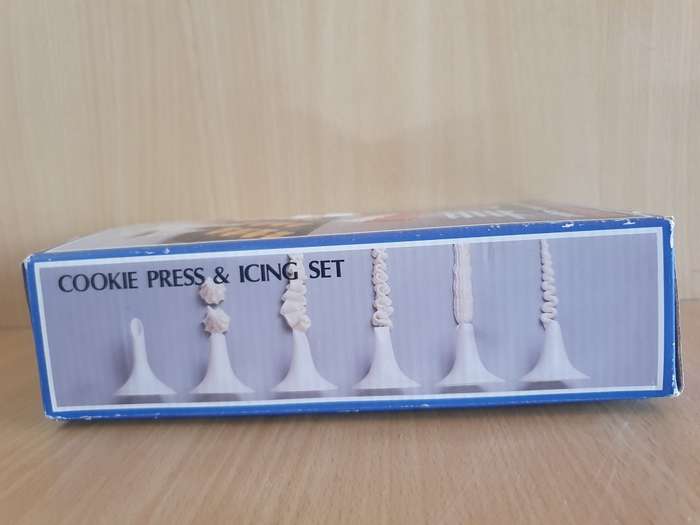 COOKIE PRESS & ICING SET